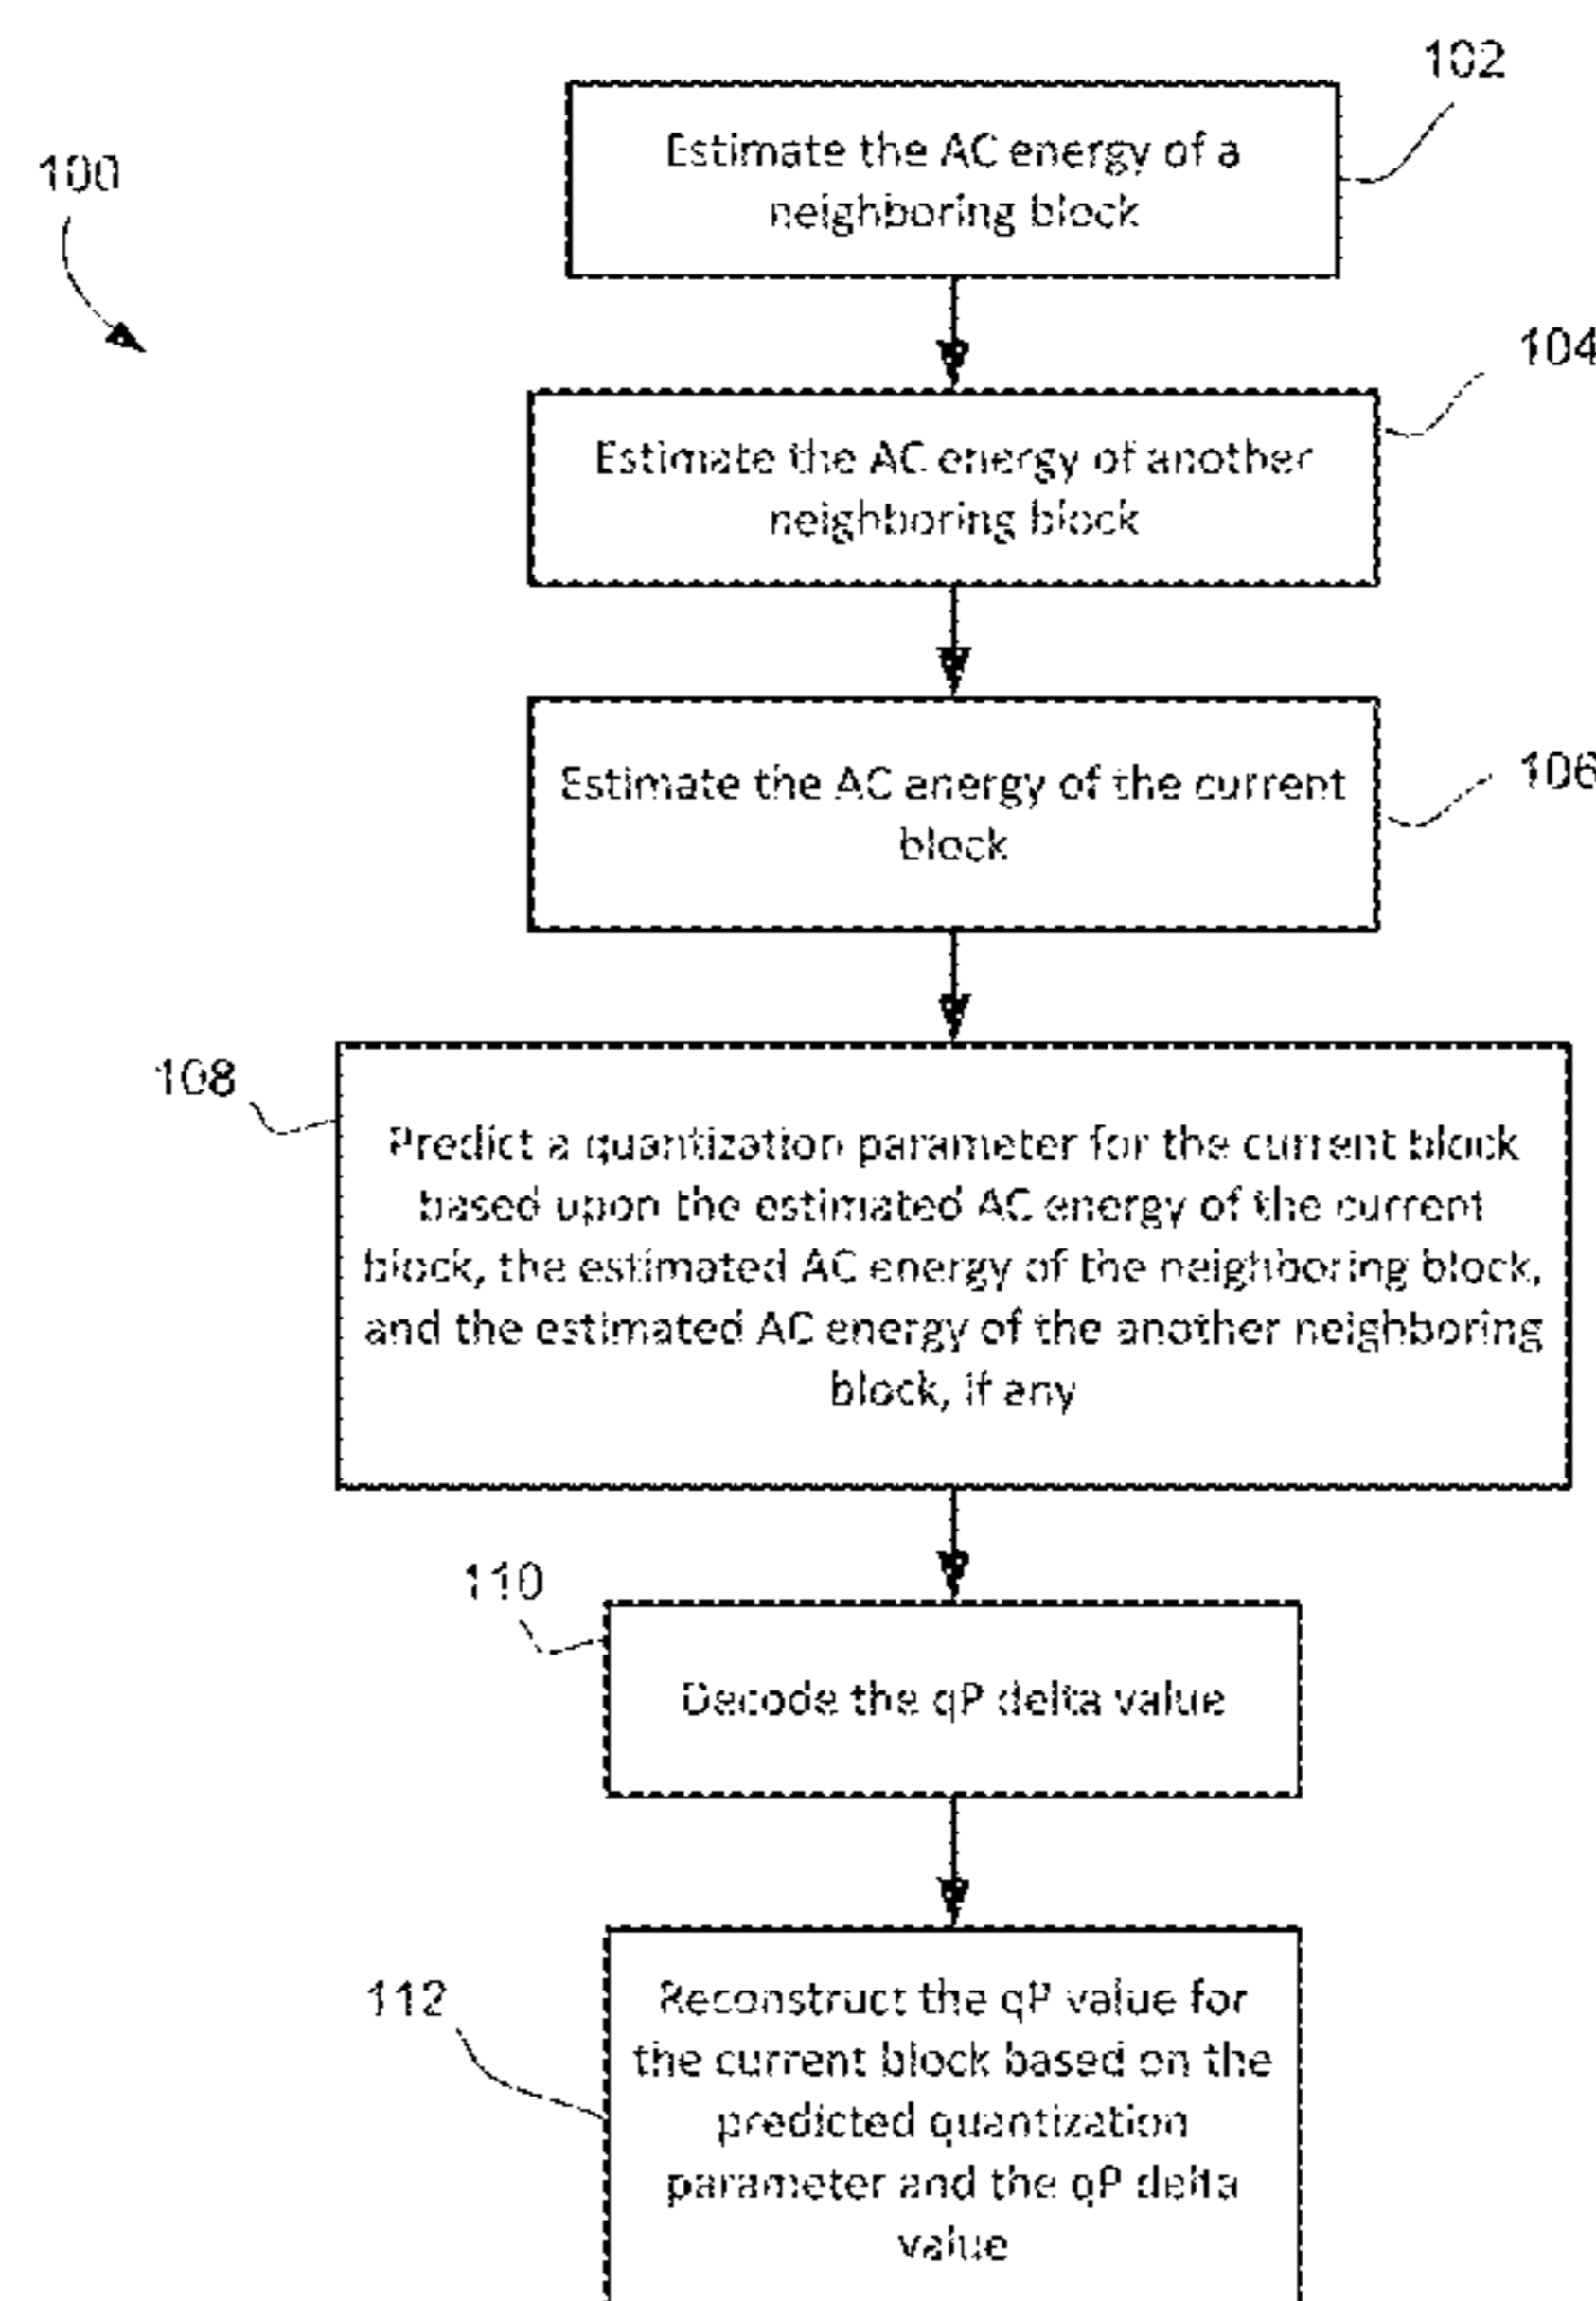 102
100
Estimate the AC energy of a
neighboring block
104
Estimate the AC energy of another
neighboring block
106
Estimate the AC energy of the current
block
108
Predict a quantization parameter for the current block
based upon the estimated AC energy of the current
block, the estimated AC energy of the neighboring block,
and the estimated AC energy of the another neighboring
block, if any
110
Decode the qP delta value
112
Reconstruct the qP value for
the current block based on the
predicted quantization
parameter and the qP delta
value